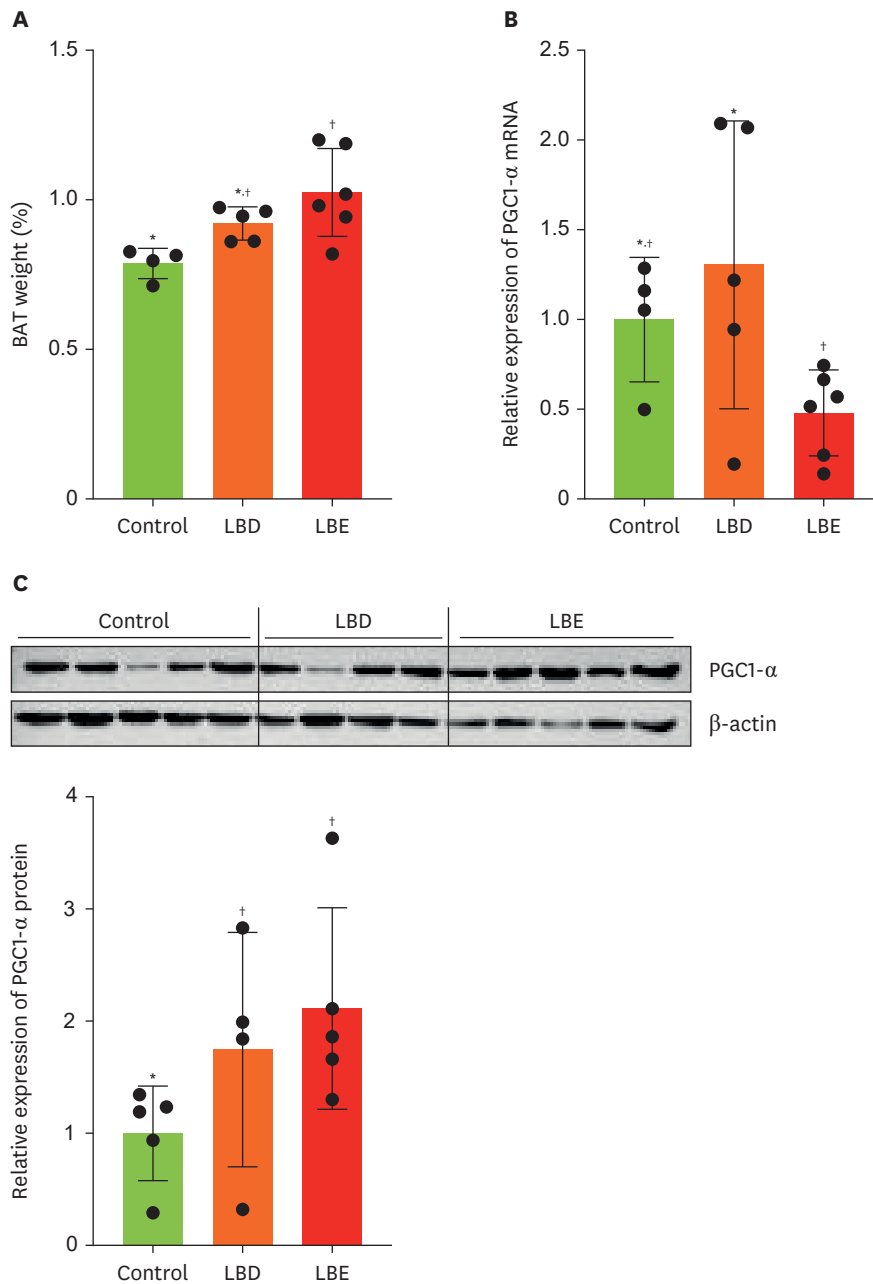 A
BAT weight (%)
1.5
1.0
0.5
0
*
*,†
†
Control LBD LBE
B
Relative expression of PGC1-α mRNA
2.5
2.0
1.5
1.0
0.5
0
*,†
*
†
Control LBD LBE
C
Control LBD LBE
PGC1-α
β-actin
Relative expression of PGC1-α protein
4
3
2
1
0
*
†
†
Control LBD LBE